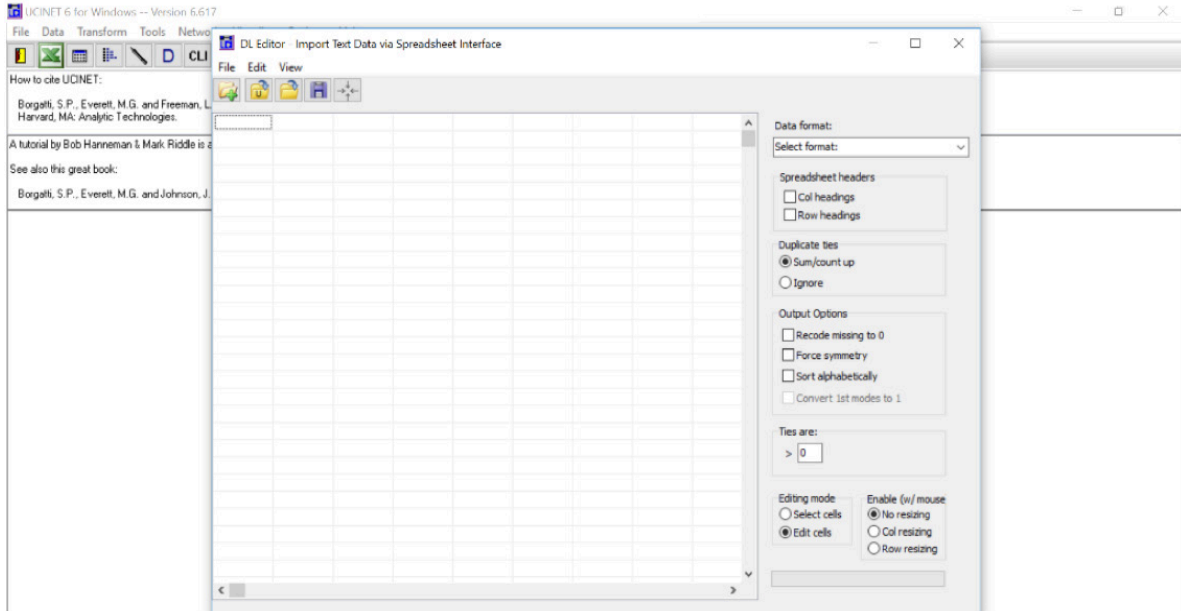 UCINET 6 for Windows -- Version 6.617
File Data Transform Tools Netwo
D CLI
How to cite UCINET:
Borgatti, S.P., Everett, M.G. and Freeman, L
Harvard, MA: Analytic Technologies.
A tutorial by Bob Hanneman & Mark Riddle is a
See also this great book:
Borgatti, S.P., Everett, M.G. and Johnson, J.
DL Editor - Import Text Data via Spreadsheet Interface
File Edit View
Data format:
Select format:
Spreadsheet headers
Col headings
Row headings
Duplicate ties
Sum/count up
Ignore
Output Options
Recode missing to 0
Force symmetry
Sort alphabetically
Convert 1st modes to 1
Ties are:
> 0
Editing mode
Select cells
Edit cells
Enable (w/ mouse
No resizing
Col resizing
Row resizing